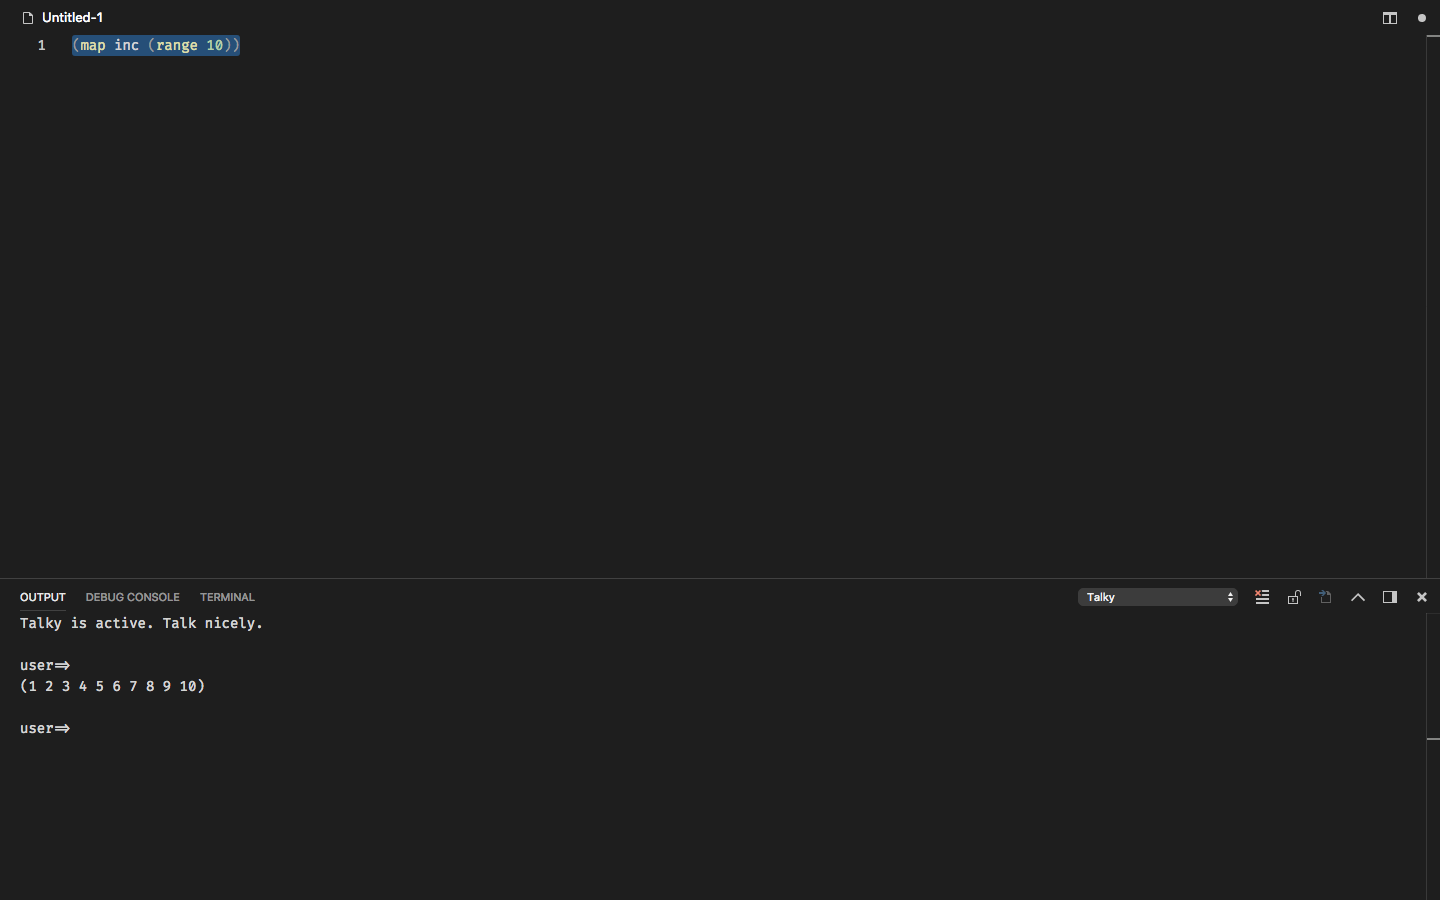 Untitled-1
1 (map inc (range 10))
OUTPUT DEBUG CONSOLE TERMINAL Talky
Talky is active. Talk nicely.
user=>
(1 2 3 4 5 6 7 8 9 10)
user=>